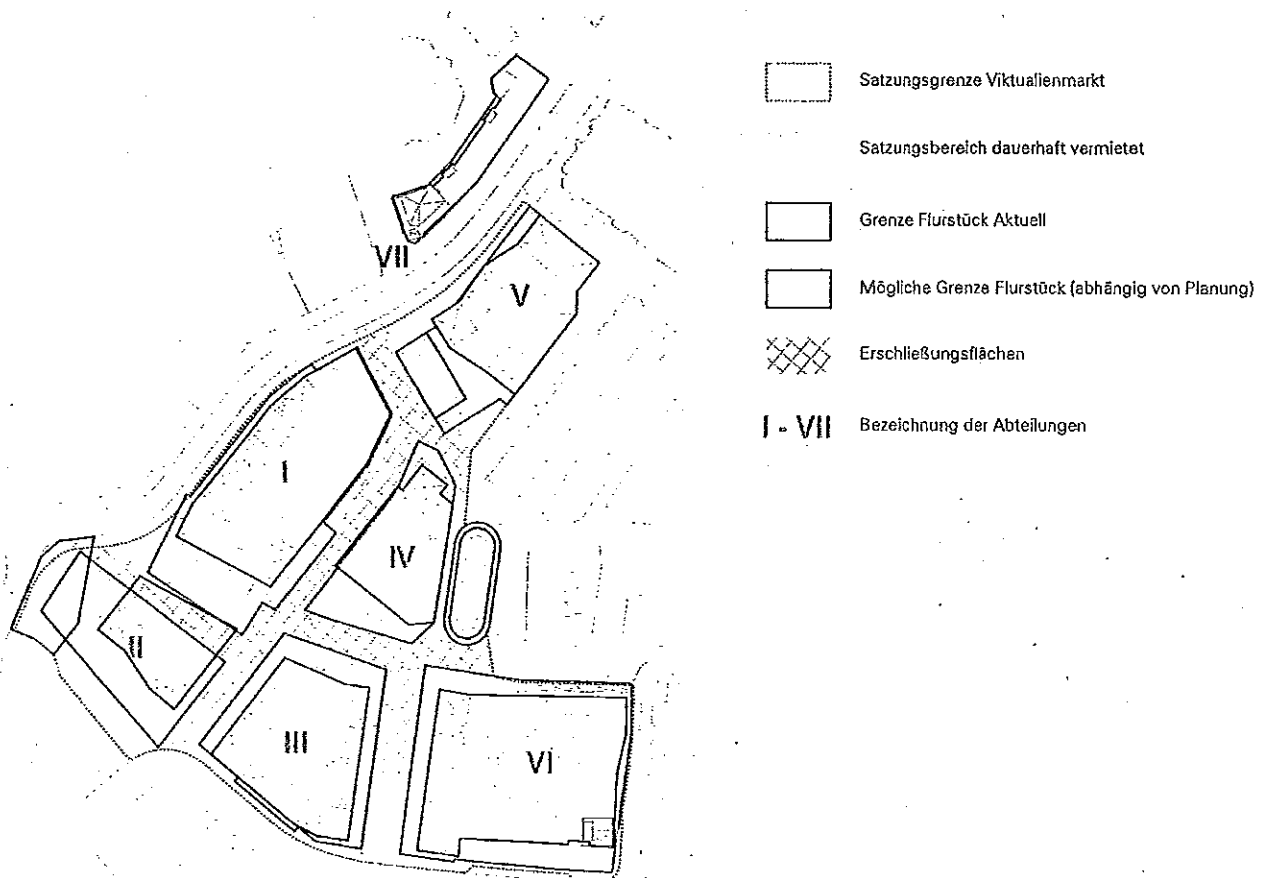 Satzungsgrenze Viktualienmarkt
Satzungsbereich dauerhaft vermietet
Grenze Flurstück Aktuell
Mögliche Grenze Flurstück (abhängig von Planung)
Erschließungsflächen
I - VII Bezeichnung der Abteilungen
VII
V
I
IV
II
III
VI